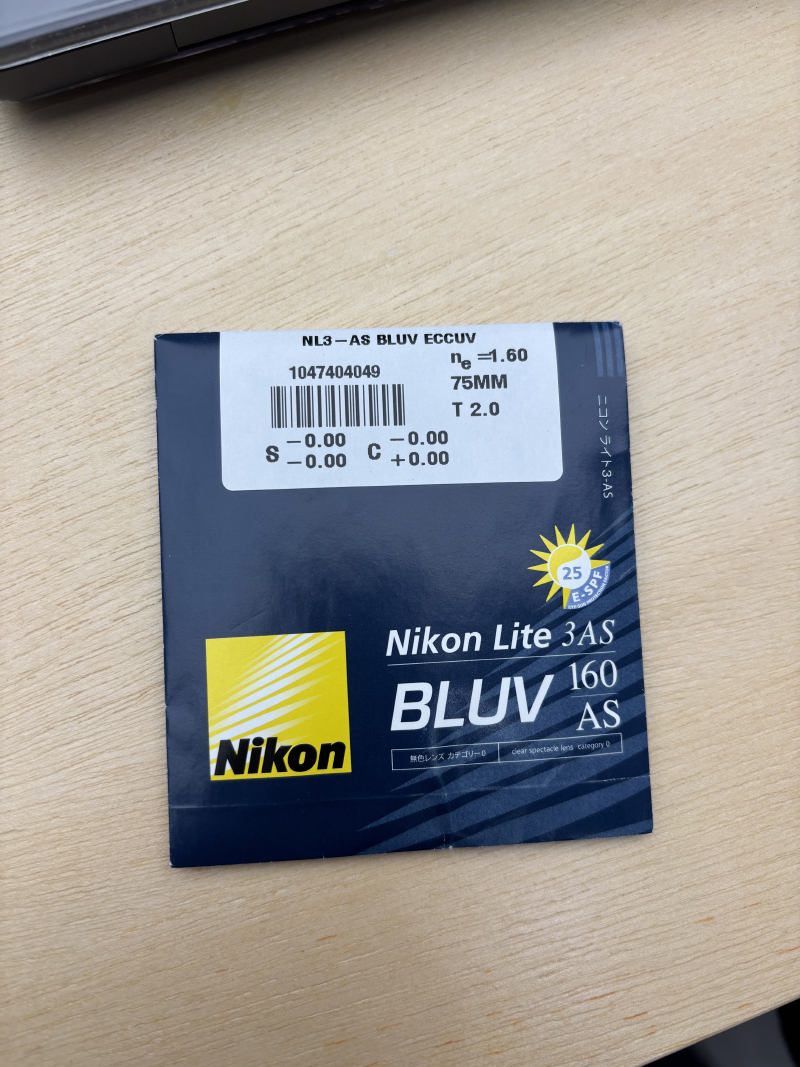 NL3-AS BLUV ECCUV
1047404049
ne=1.60
75MM
T 2.0
S -0.00 C -0.00
-0.00 +0.00
ニコン ライト3-AS
25
E-SPF
Nikon Lite 3AS
BLUV 160
AS
Nikon
無色レンズ カテゴリー0
clear spectacle lens category 0